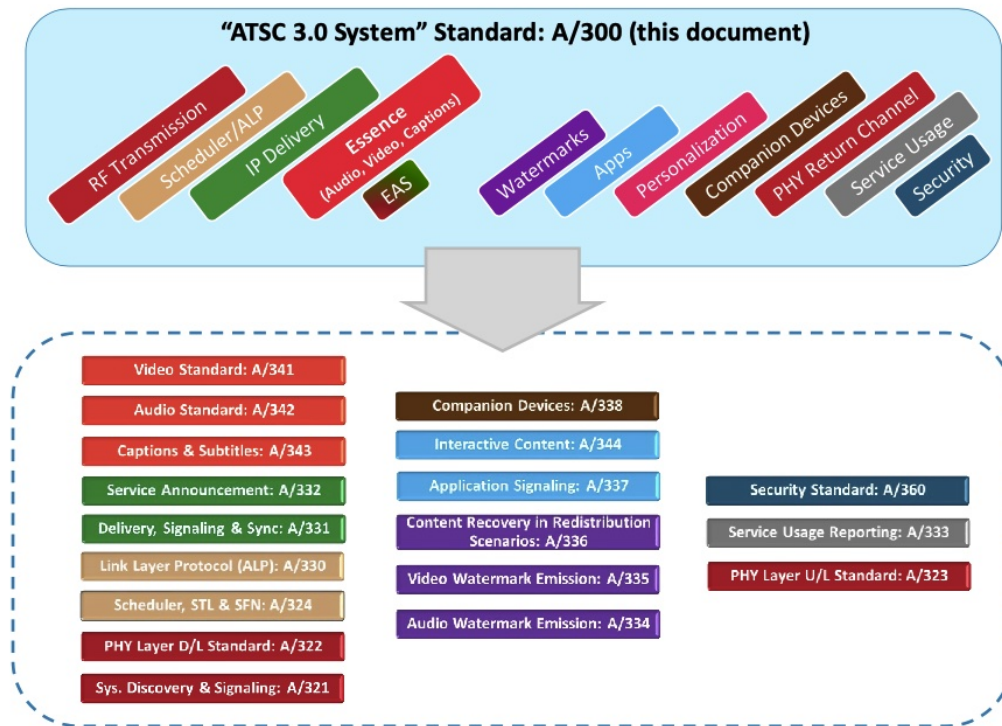 “ATSC 3.0 System” Standard: A/300 (this document)
RF Transmission
Scheduler/ALP
IP Delivery
Essence
(Audio, Video, Captions)
EAS
Watermarks
Apps
Personalization
Companion Devices
PHY Return Channel
Service Usage
Security
Video Standard: A/341
Audio Standard: A/342
Captions & Subtitles: A/343
Service Announcement: A/332
Delivery, Signaling & Sync: A/331
Link Layer Protocol (ALP): A/330
Scheduler, STL & SFN: A/324
PHY Layer D/L Standard: A/322
Sys. Discovery & Signaling: A/321
Companion Devices: A/338
Interactive Content: A/344
Application Signaling: A/337
Content Recovery in Redistribution
Scenarios: A/336
Video Watermark Emission: A/335
Audio Watermark Emission: A/334
Security Standard: A/360
Service Usage Reporting: A/333
PHY Layer U/L Standard: A/323